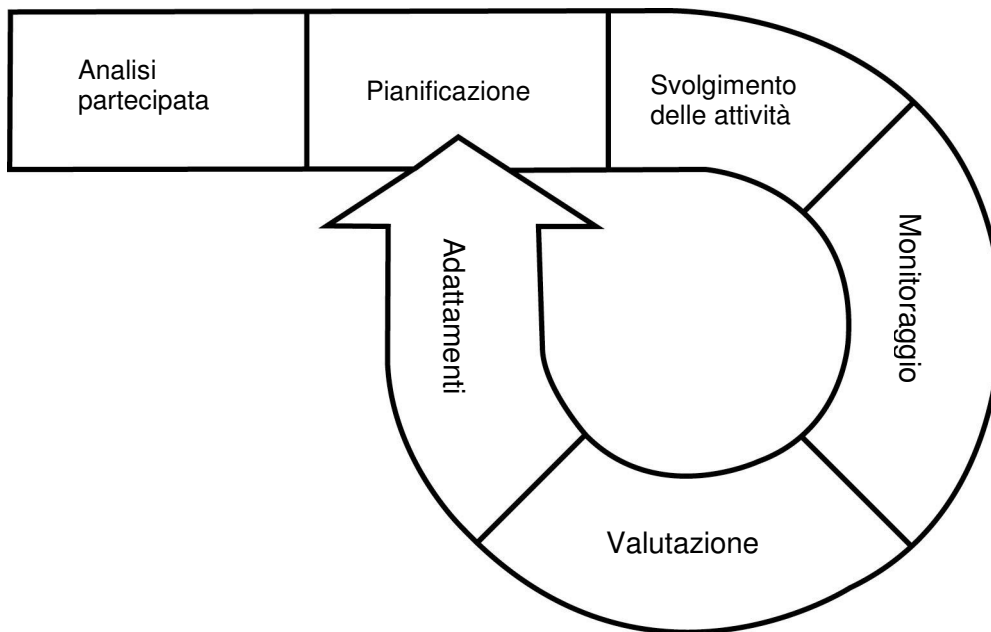 Analisi
partecipata
Pianificazione
Svolgimento
delle attività
Monitoraggio
Valutazione
Adattamenti